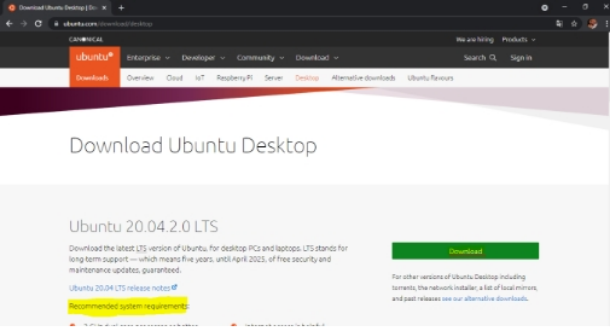 Download Ubuntu Desktop | Do
ubuntu.com/download/desktop
CANONICAL We are hiring Products
ubuntu Enterprise Developer Community Download Search Sign in
Downloads Overview Cloud IoT Raspberry Pi Server Desktop Alternative downloads Ubuntu flavours
Download Ubuntu Desktop
Ubuntu 20.04.2.0 LTS
Download the latest LTS version of Ubuntu, for desktop PCs and laptops. LTS stands for
long-term support — which means five years, until April 2025, of free security and
maintenance updates, guaranteed.
Ubuntu 20.04 LTS release notes
Recommended system requirements:
Download
For other versions of Ubuntu Desktop including
torrents, the network installer, a list of local mirrors,
and past releases see our alternative downloads.